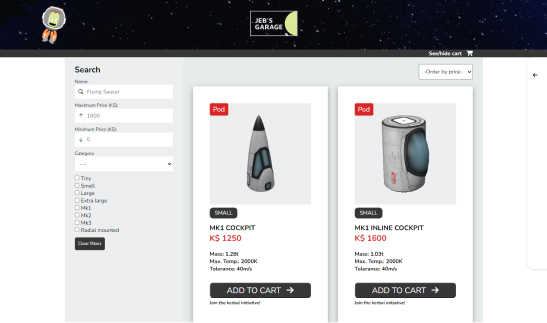 JEB'S
GARAGE
See/hide cart
Search
Name:
Flying Saucer
Maximum Price (K$):
1000
Minimum Price (K$):
0
Category
---
Tiny
Small
Large
Extra large
Mk1
Mk2
Mk3
Radial mounted
Clear filters
-Order by price-
Pod
SMALL
MK1 COCKPIT
K$ 1250
Mass: 1.28t
Max. Temp.: 2000K
Tolerance: 40m/s
ADD TO CART
Join the kerbal initiative!
Pod
SMALL
MK1 INLINE COCKPIT
K$ 1600
Mass: 1.03t
Max. Temp.: 2000K
Tolerance: 40m/s
ADD TO CART
Join the kerbal initiative!